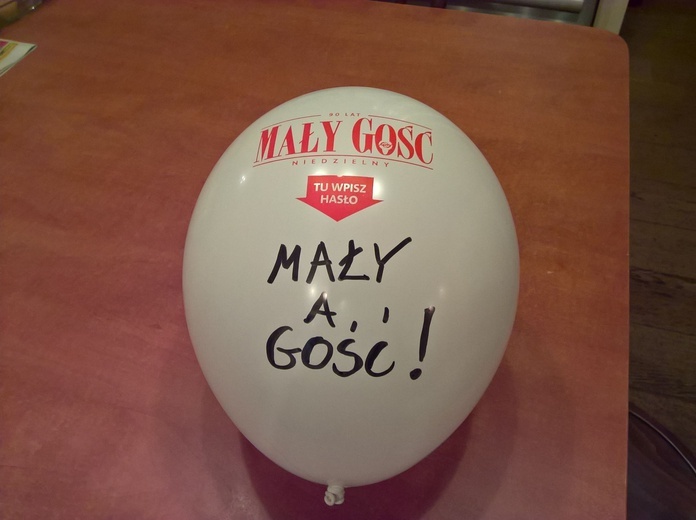 90 LAT
MAŁY GOŚĆ
NIEDZIELNY
TU WPISZ
HASŁO
MAŁY
A
GOŚĆ!